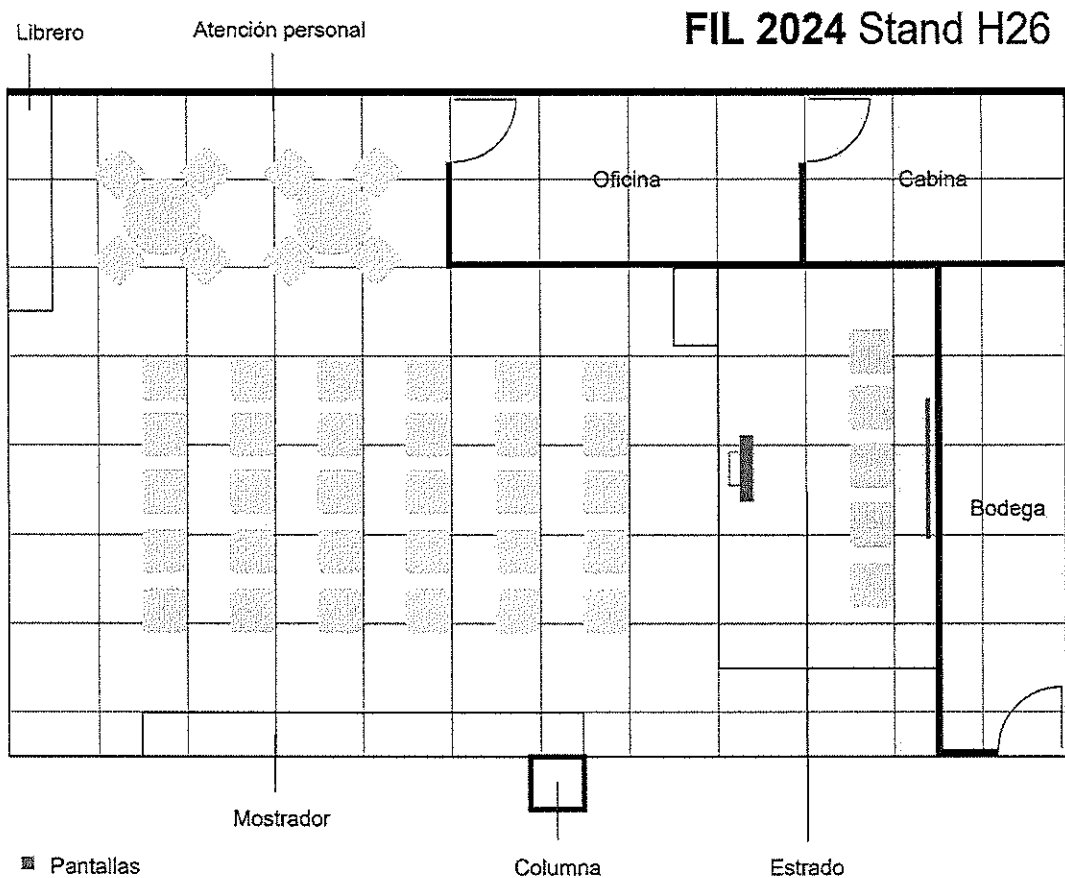 FIL 2024 Stand H26
Librero
Atención personal
Oficina
Cabina
Bodega
Mostrador
Columna
Estrado
Pantallas